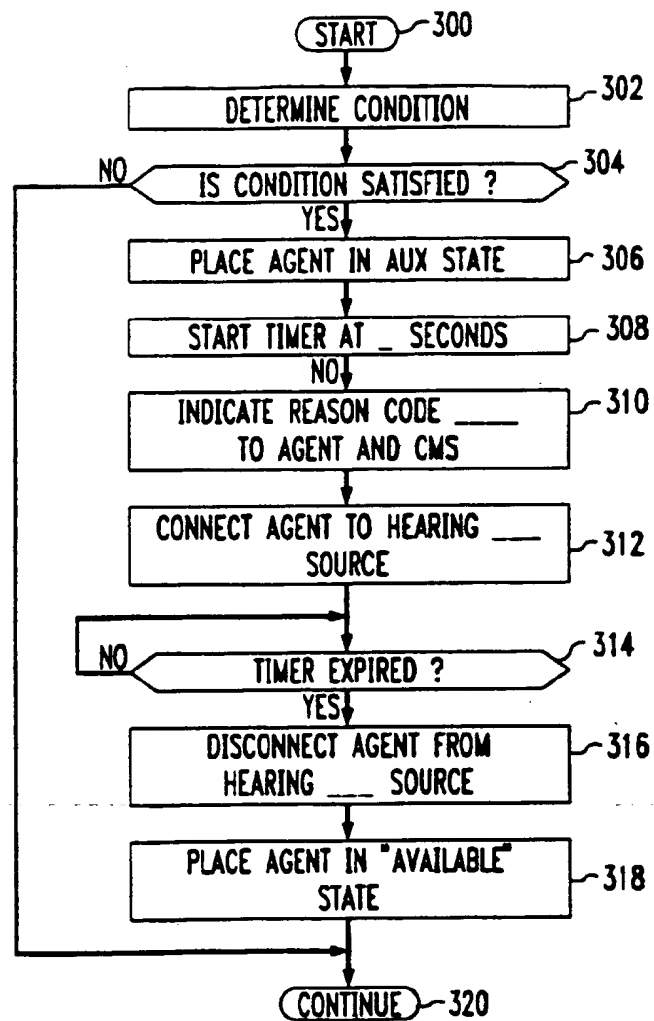 START 300
DETERMINE CONDITION 302
NO IS CONDITION SATISFIED ? 304
YES
PLACE AGENT IN AUX STATE 306
START TIMER AT _ SECONDS 308
NO
INDICATE REASON CODE ____ 310
TO AGENT AND CMS
CONNECT AGENT TO HEARING ___
SOURCE 312
NO TIMER EXPIRED ? 314
YES
DISCONNECT AGENT FROM 316
HEARING ___ SOURCE
PLACE AGENT IN "AVAILABLE"
STATE 318
CONTINUE 320